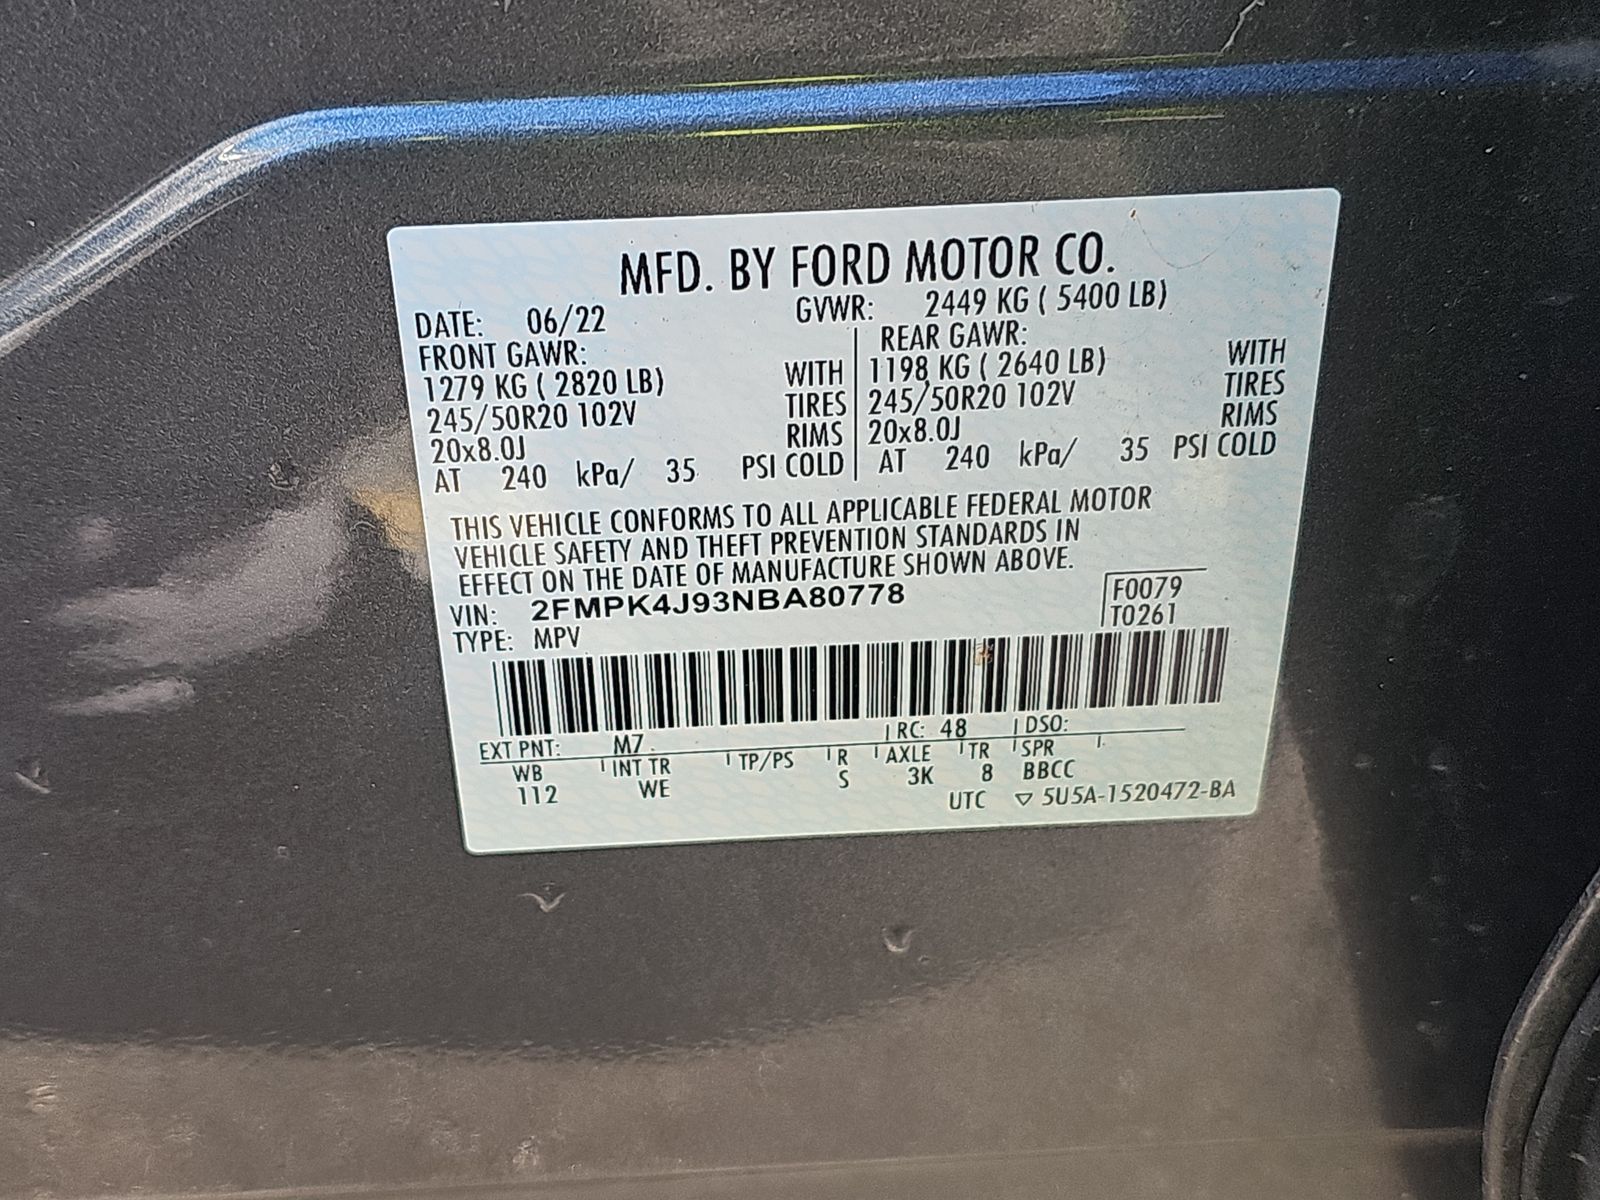 MFD. BY FORD MOTOR CO.
DATE: 06/22 GVWR: 2449 KG ( 5400 LB)
FRONT GAWR: REAR GAWR:
1279 KG ( 2820 LB) WITH 1198 KG ( 2640 LB) WITH
245/50R20 102V TIRES 245/50R20 102V TIRES
20x8.0J RIMS 20x8.0J RIMS
AT 240 kPa/ 35 PSI COLD AT 240 kPa/ 35 PSI COLD
THIS VEHICLE CONFORMS TO ALL APPLICABLE FEDERAL MOTOR
VEHICLE SAFETY AND THEFT PREVENTION STANDARDS IN
EFFECT ON THE DATE OF MANUFACTURE SHOWN ABOVE.
VIN: 2FMPK4J93NBA80778 F0079
TYPE: MPV T0261
EXT PNT: M7 RC: 48 DSO:
WB INT TR TP/PS R AXLE TR SPR
112 WE S 3K 8 BBCC
UTC ▽ 5U5A-1520472-BA